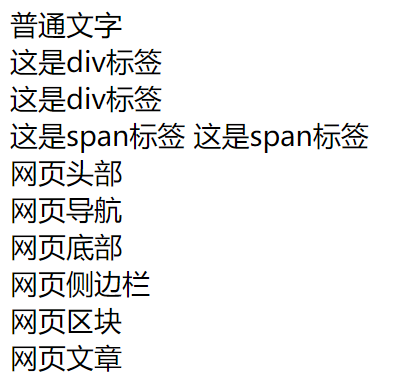 普通文字
这是div标签
这是div标签
这是span标签 这是span标签
网页头部
网页导航
网页底部
网页侧边栏
网页区块
网页文章